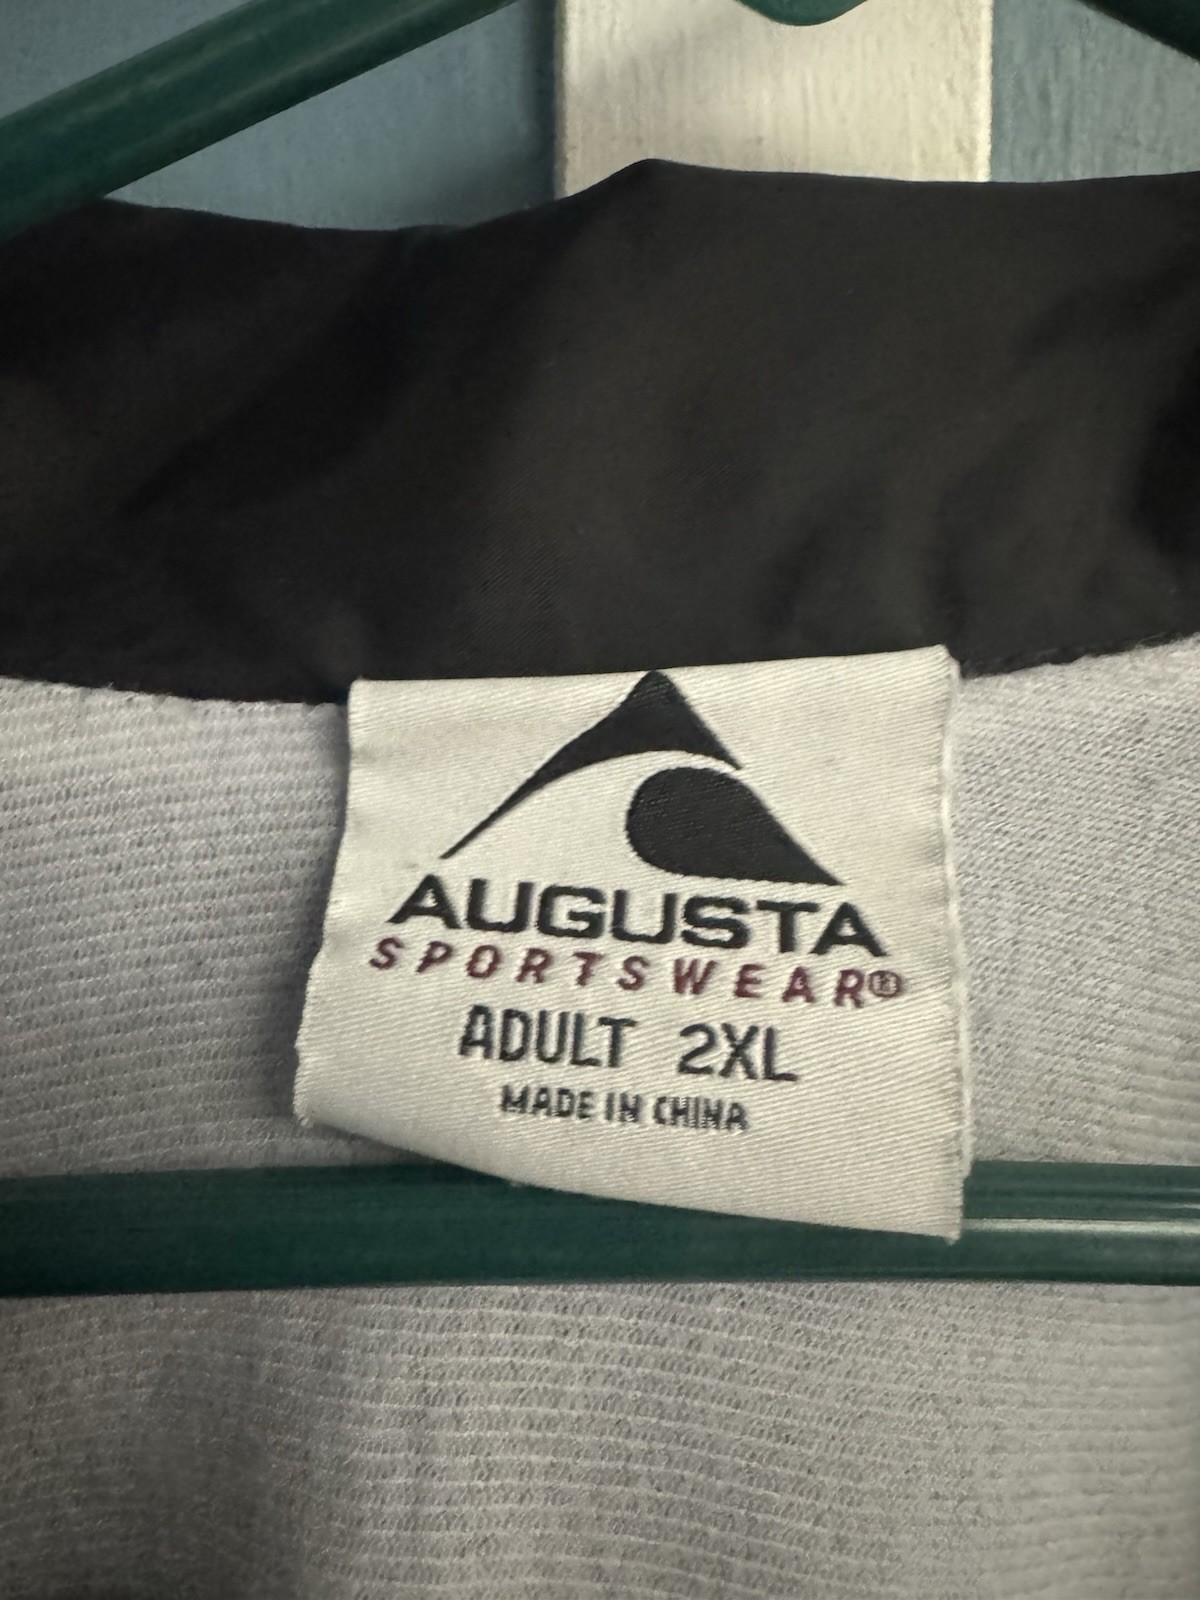 AUGUSTA
SPORTSWEAR®
ADULT 2XL
MADE IN CHINA